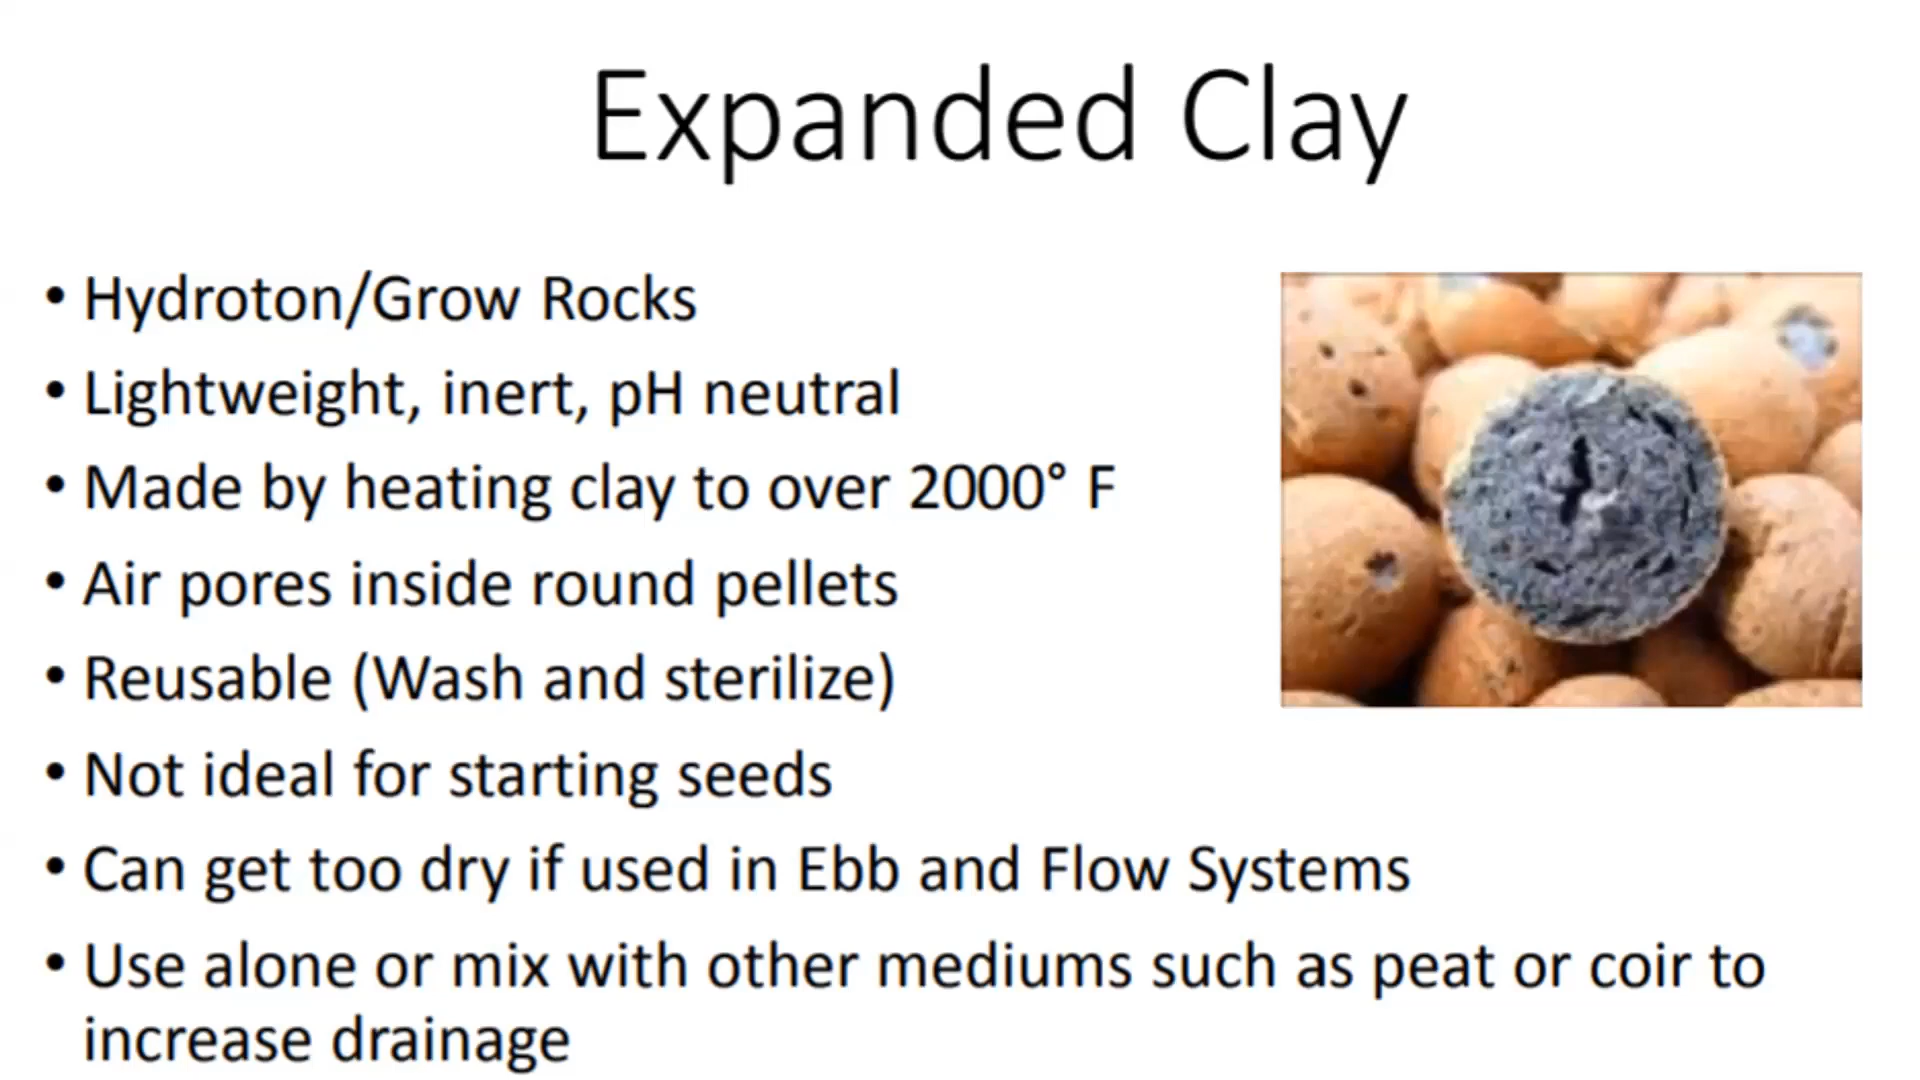 Expanded Clay
• Hydroton/Grow Rocks
• Lightweight, inert, pH neutral
• Made by heating clay to over 2000° F
• Air pores inside round pellets
• Reusable (Wash and sterilize)
• Not ideal for starting seeds
• Can get too dry if used in Ebb and Flow Systems
• Use alone or mix with other mediums such as peat or coir to
increase drainage